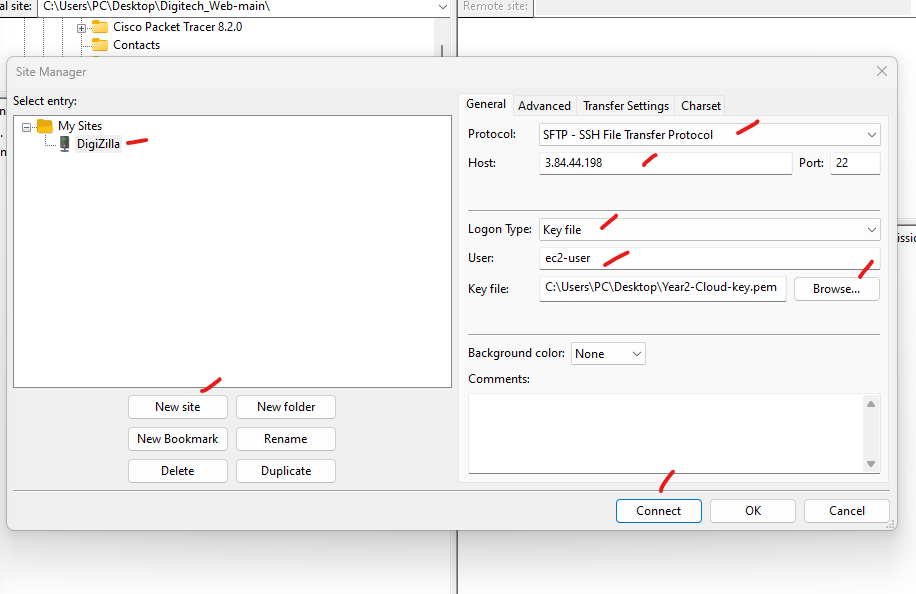 al site: C:\Users\PC\Desktop\Digitech_Web-main\
Remote site:
Cisco Packet Tracer 8.2.0
Contacts
Site Manager
Select entry:
My Sites
DigiZilla
New site New folder
New Bookmark Rename
Delete Duplicate
General Advanced Transfer Settings Charset
Protocol: SFTP - SSH File Transfer Protocol
Host: 3.84.44.198 Port: 22
Logon Type: Key file
User: ec2-user
Key file: C:\Users\PC\Desktop\Year2-Cloud-key.pem Browse...
Background color: None
Comments:
Connect OK Cancel